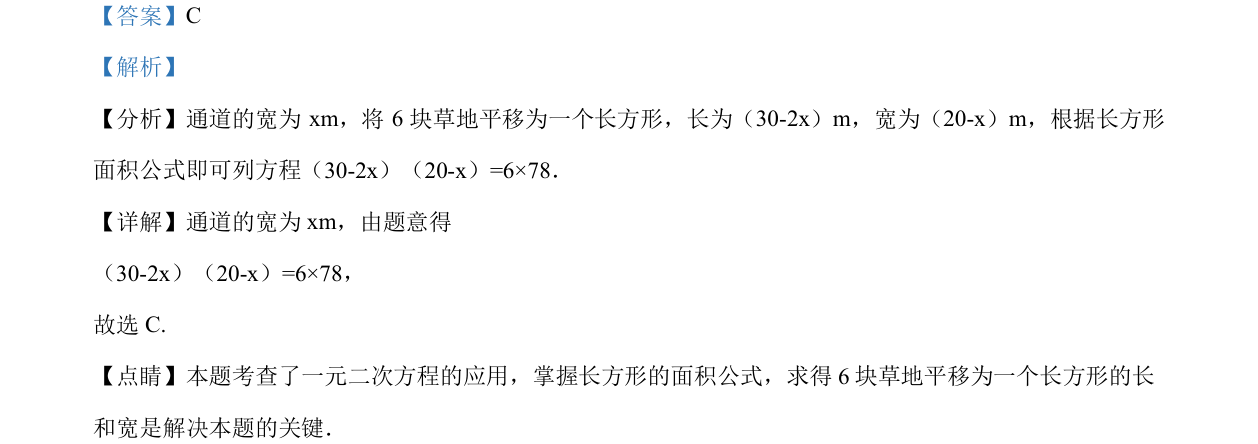 【答案】C
【解析】
【分析】通道的宽为 xm，将 6 块草地平移为一个长方形，长为（30-2x）m，宽为（20-x）m，根据长方形
面积公式即可列方程（30-2x）（20-x）=6×78．
【详解】通道的宽为 xm，由题意得
（30-2x）（20-x）=6×78，
故选 C.
【点睛】本题考查了一元二次方程的应用，掌握长方形的面积公式，求得 6 块草地平移为一个长方形的长
和宽是解决本题的关键．